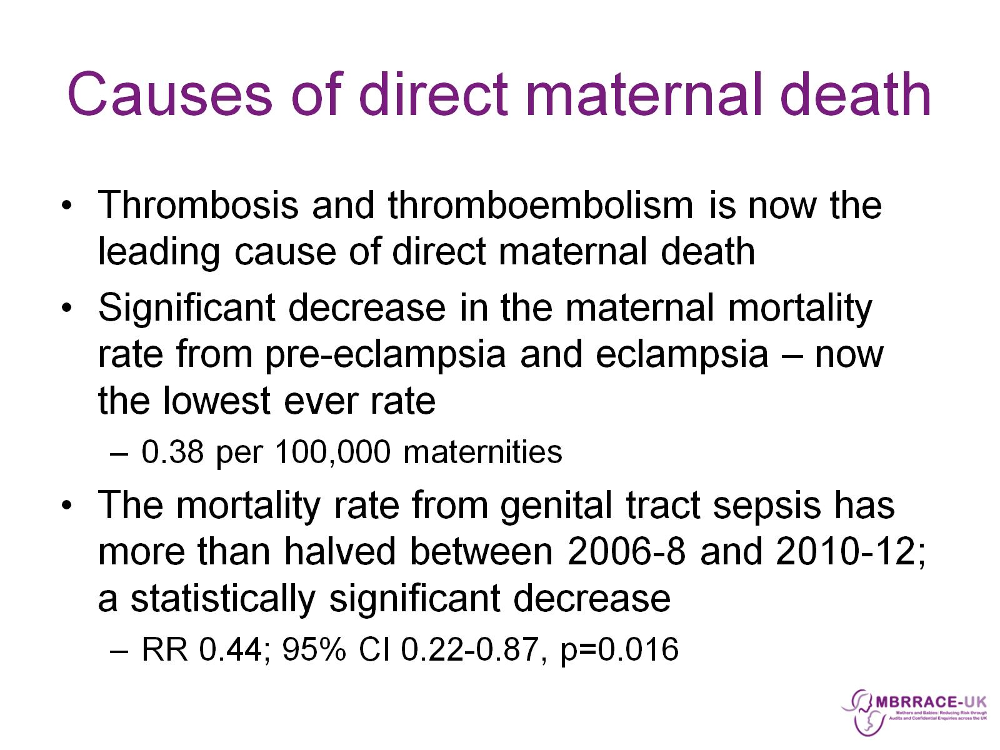 Causes of direct maternal death
• Thrombosis and thromboembolism is now the
leading cause of direct maternal death
• Significant decrease in the maternal mortality
rate from pre-eclampsia and eclampsia – now
the lowest ever rate
– 0.38 per 100,000 maternities
• The mortality rate from genital tract sepsis has
more than halved between 2006-8 and 2010-12;
a statistically significant decrease
– RR 0.44; 95% CI 0.22-0.87, p=0.016
MBRRACE-UK
Mothers and Babies: Reducing Risk through
Audits and Confidential Enquiries across the UK